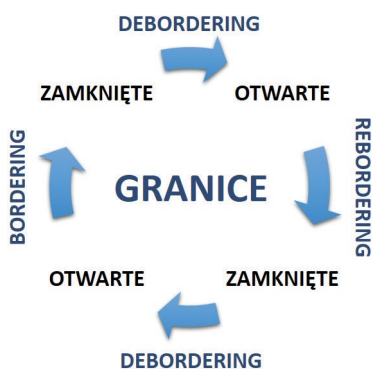 DEBORDERING
ZAMKNIĘTE
OTWARTE
BORDERING
GRANICE
REBORDERING
OTWARTE
ZAMKNIĘTE
DEBORDERING